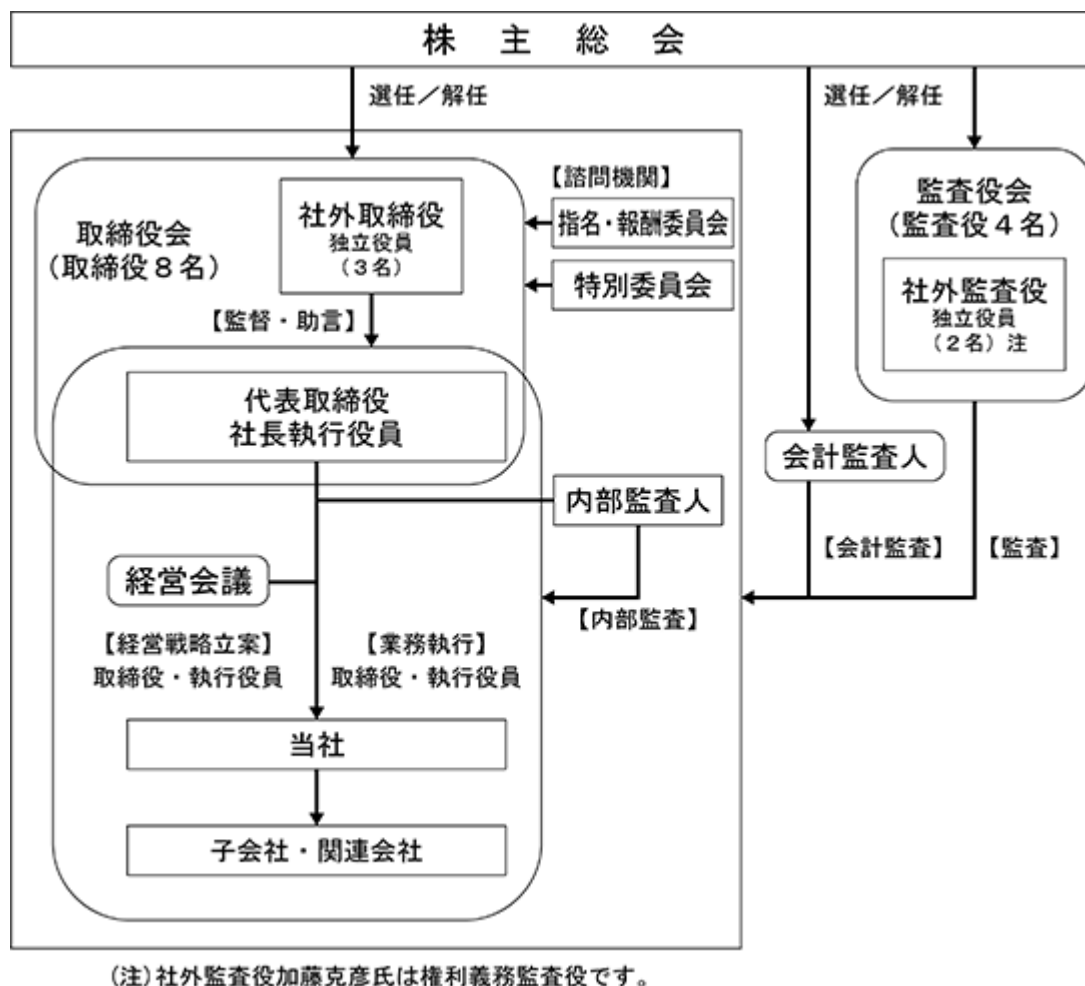 株主総会
選任／解任
選任／解任
取締役会
（取締役８名）
社外取締役
独立役員
（３名）
【諮問機関】
指名・報酬委員会
特別委員会
監査役会
（監査役４名）
社外監査役
独立役員
（２名）注
【監督・助言】
代表取締役
社長執行役員
会計監査人
内部監査人
【会計監査】
【監査】
経営会議
【内部監査】
【経営戦略立案】
取締役・執行役員
【業務執行】
取締役・執行役員
当社
子会社・関連会社
（注）社外監査役加藤克彦氏は権利義務監査役です。